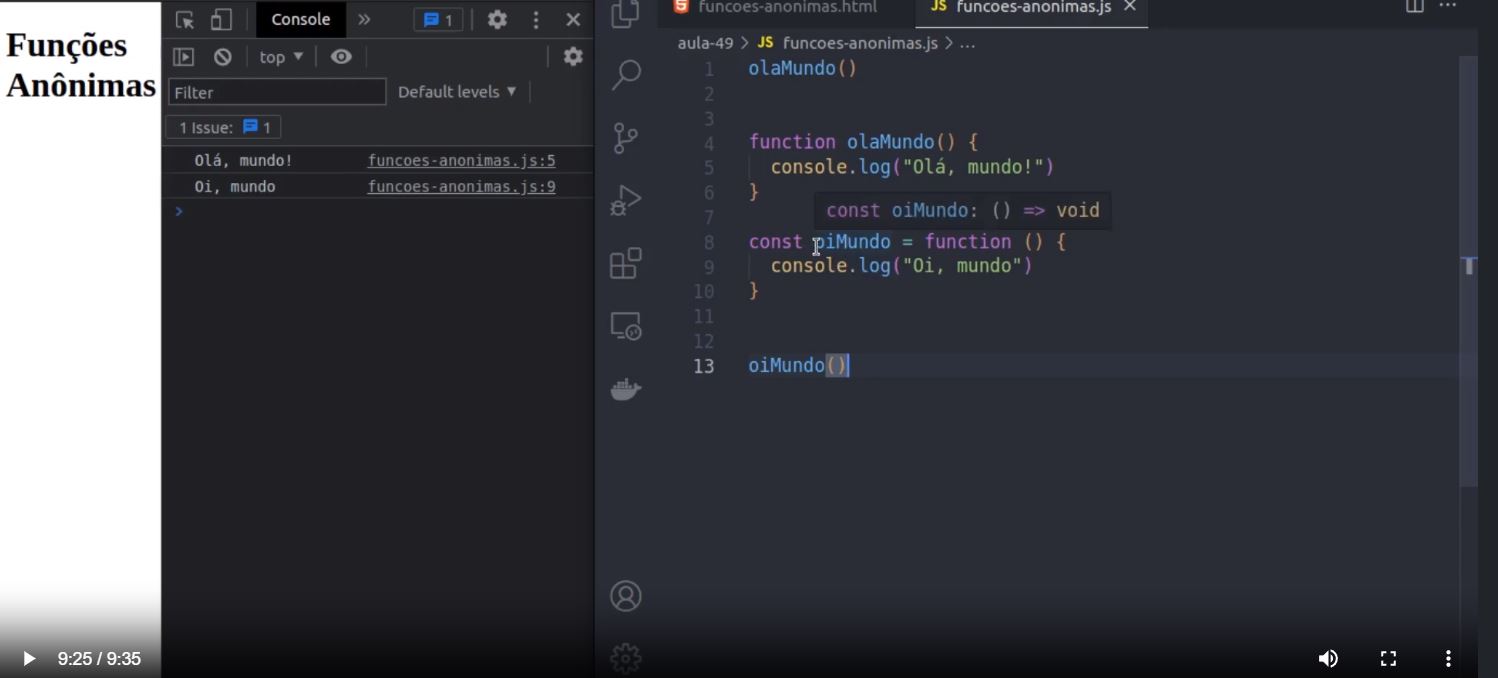 Funções
Anônimas
Console
1
top
Filter
Default levels
1 Issue: 1
Olá, mundo! funcoes-anonimas.js:5
Oi, mundo funcoes-anonimas.js:9
funcoes-anonimas.html JS funcoes-anonimas.js
aula-49 > JS funcoes-anonimas.js > ...
1 olaMundo()
2
3
4 function olaMundo() {
5 console.log("Olá, mundo!")
6 }
7 const oiMundo: () => void
8 const oiMundo = function () {
9 console.log("Oi, mundo")
10 }
11
12
13 oiMundo()
9:25 / 9:35